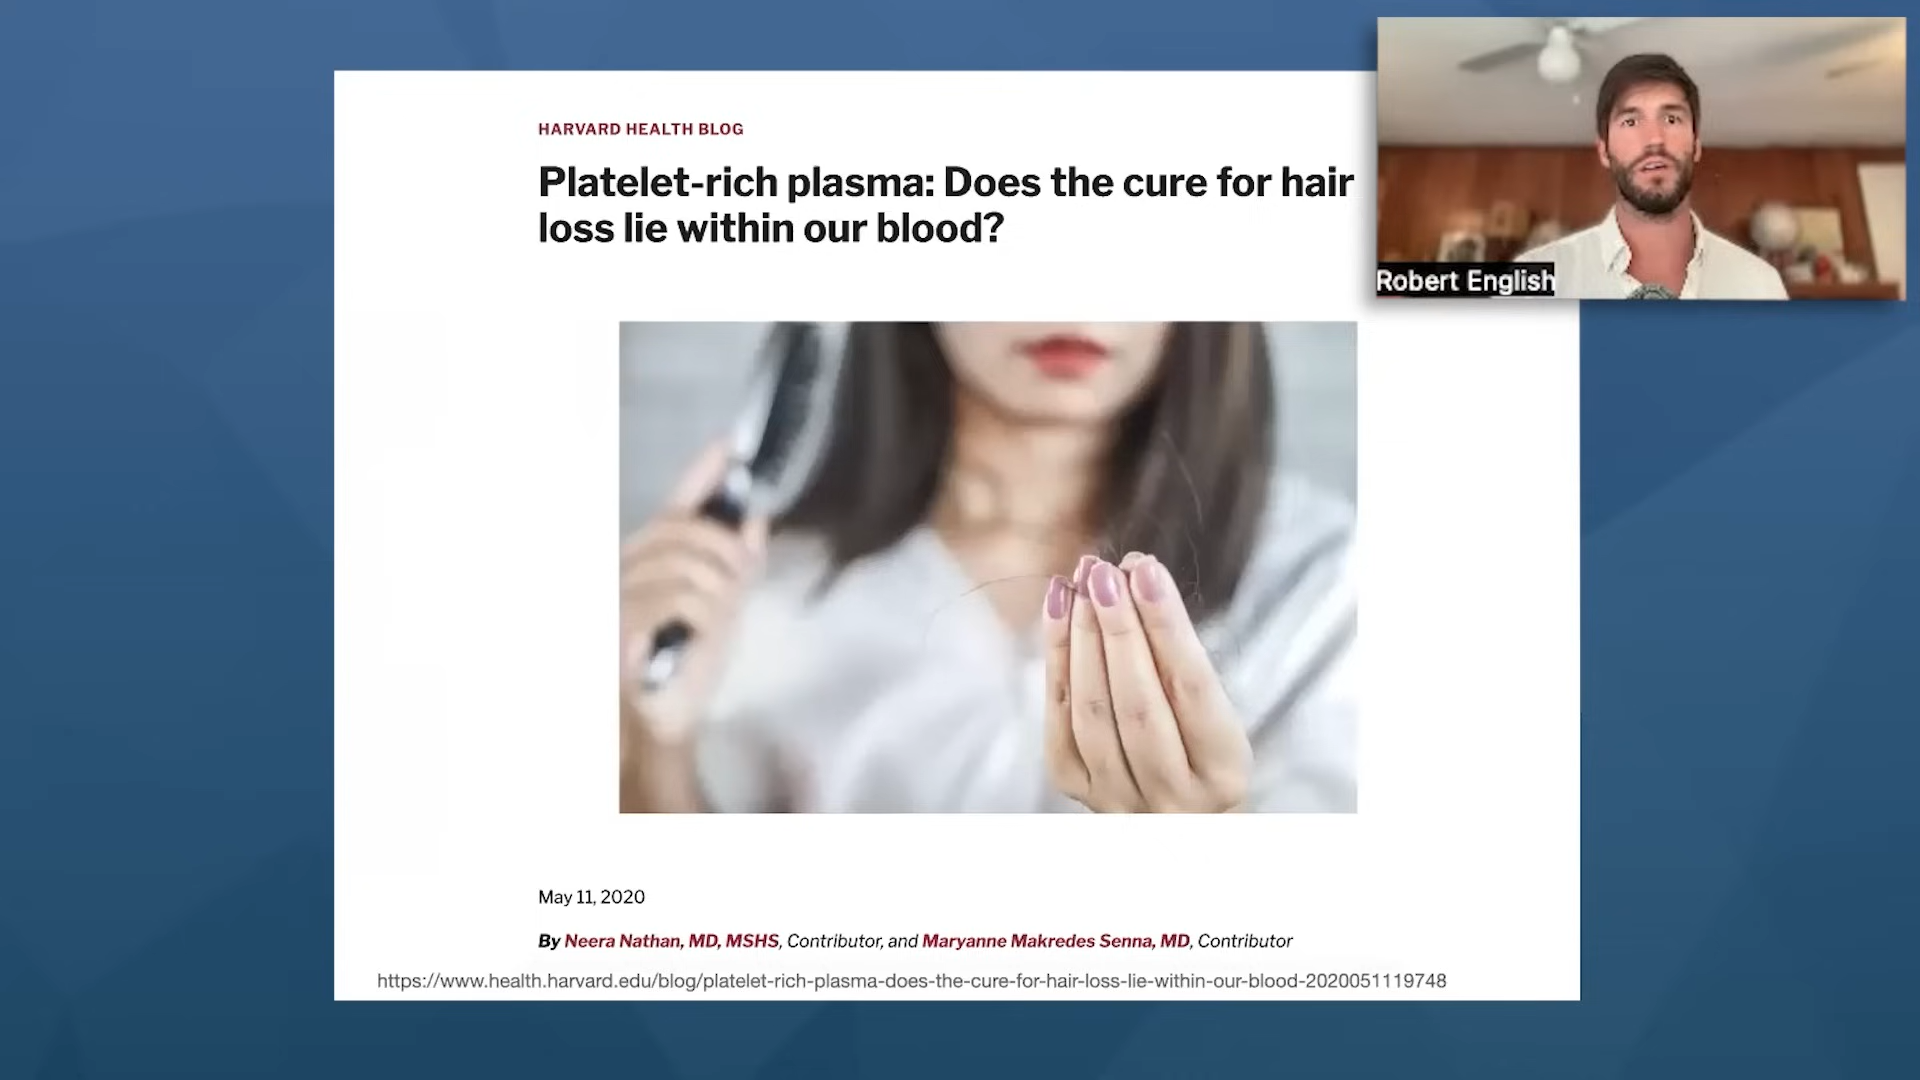 HARVARD HEALTH BLOG
Platelet-rich plasma: Does the cure for hair
loss lie within our blood?
Robert English
May 11, 2020
By Neera Nathan, MD, MSHS, Contributor, and Maryanne Makredes Senna, MD, Contributor
https://www.health.harvard.edu/blog/platelet-rich-plasma-does-the-cure-for-hair-loss-lie-within-our-blood-2020051119748